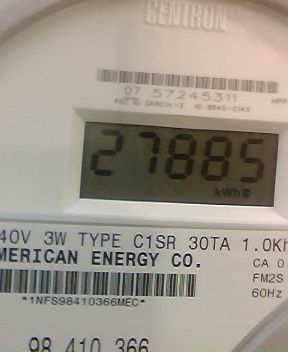 CENTRON®
07 57245311
27885
kWh
40V 3W TYPE C1SR 30TA 1.0Kh
MERICAN ENERGY CO.
CA 0
FM2S
60Hz
*1NFS98410366MEC*
98 410 366